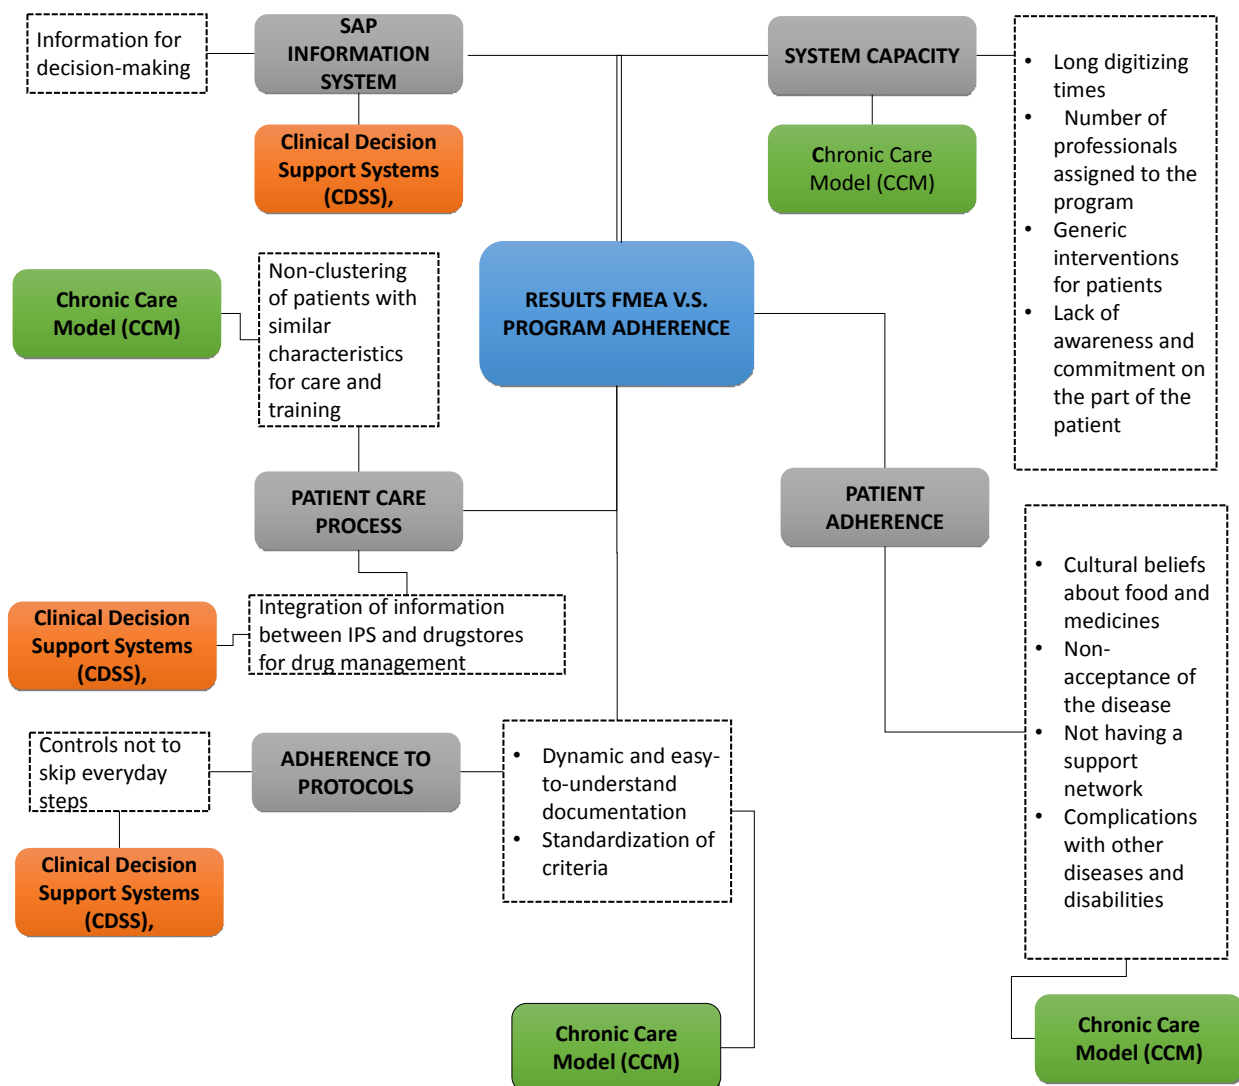 Information for
decision-making
SAP
INFORMATION
SYSTEM
Clinical Decision
Support Systems
(CDSS),
SYSTEM CAPACITY
Chronic Care
Model (CCM)
• Long digitizing
times
• Number of
professionals
assigned to the
program
• Generic
interventions
for patients
• Lack of
awareness and
commitment on
the part of the
patient
Chronic Care
Model (CCM)
Non-clustering
of patients with
similar
characteristics
for care and
training
RESULTS FMEA V.S.
PROGRAM ADHERENCE
PATIENT CARE
PROCESS
PATIENT
ADHERENCE
Clinical Decision
Support Systems
(CDSS),
Integration of information
between IPS and drugstores
for drug management
• Cultural beliefs
about food and
medicines
• Non-
acceptance of
the disease
• Not having a
support
network
• Complications
with other
diseases and
disabilities
Controls not to
skip everyday
steps
ADHERENCE TO
PROTOCOLS
• Dynamic and easy-
to-understand
documentation
• Standardization of
criteria
Clinical Decision
Support Systems
(CDSS),
Chronic Care
Model (CCM)
Chronic Care
Model (CCM)